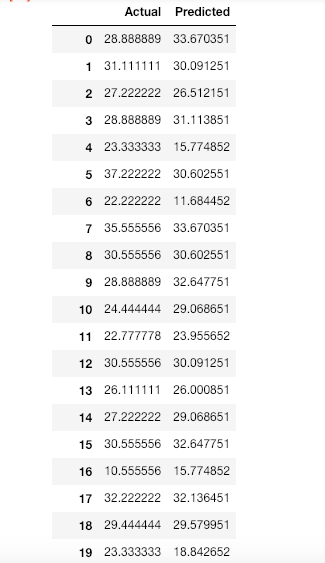 Actual Predicted
0 28.888889 33.670351
1 31.111111 30.091251
2 27.222222 26.512151
3 28.888889 31.113851
4 23.333333 15.774852
5 37.222222 30.602551
6 22.222222 11.684452
7 35.555556 33.670351
8 30.555556 30.602551
9 28.888889 32.647751
10 24.444444 29.068651
11 22.777778 23.955652
12 30.555556 30.091251
13 26.111111 26.000851
14 27.222222 29.068651
15 30.555556 32.647751
16 10.555556 15.774852
17 32.222222 32.136451
18 29.444444 29.579951
19 23.333333 18.842652